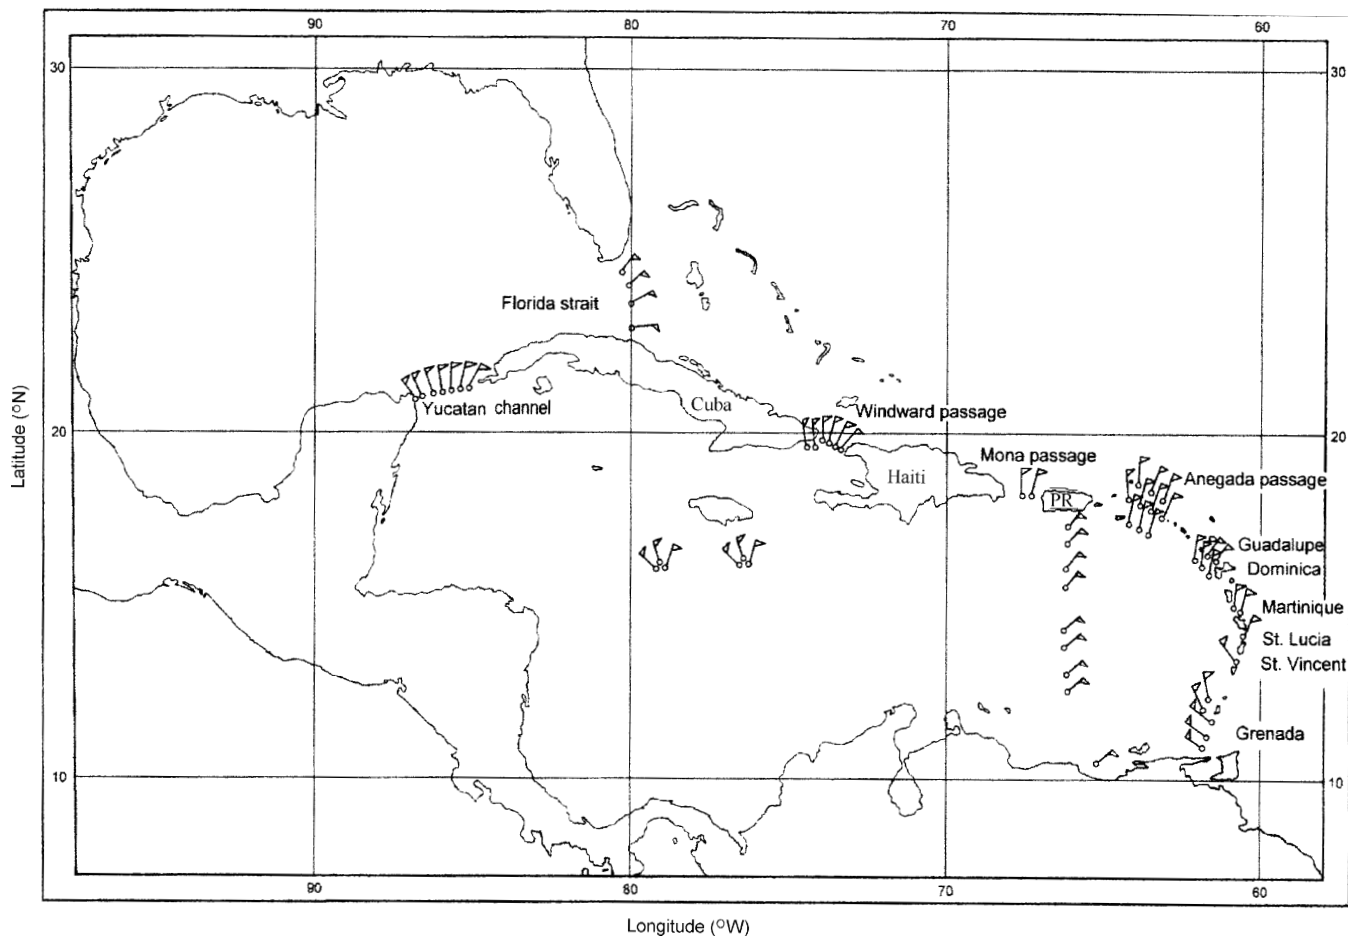 90 80 70 60
30 30
Florida strait
Yucatan channel
Cuba
Windward passage
20 20
Mona passage
Haiti
Anegada passage
PR
Guadalupe
Dominica
Martinique
St. Lucia
St. Vincent
Grenada
10 10
90 80 70 60
Latitude (°N)
Longitude (°W)